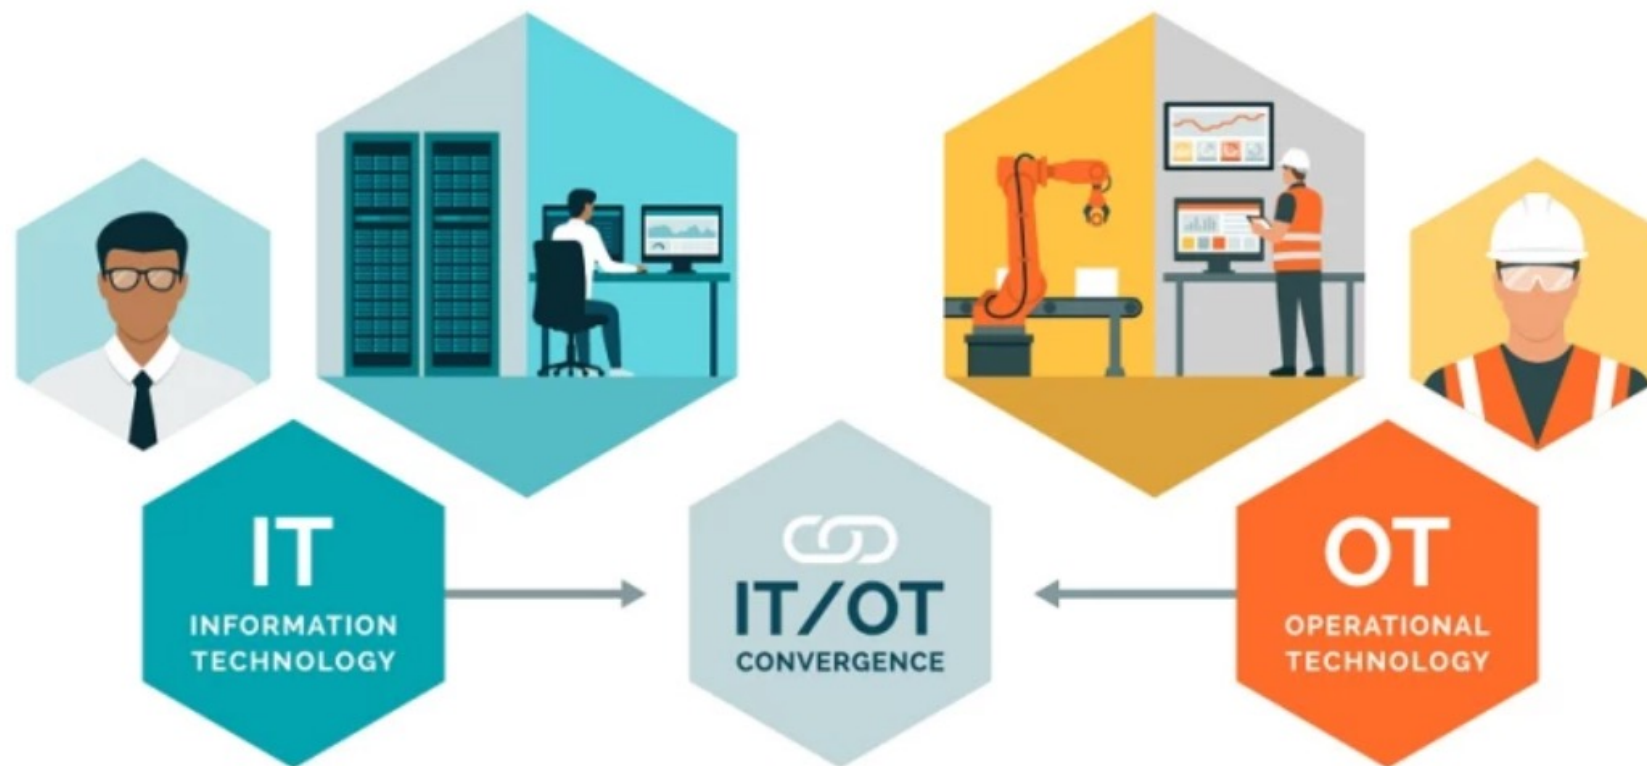 IT
INFORMATION
TECHNOLOGY
IT/OT
CONVERGENCE
OT
OPERATIONAL
TECHNOLOGY